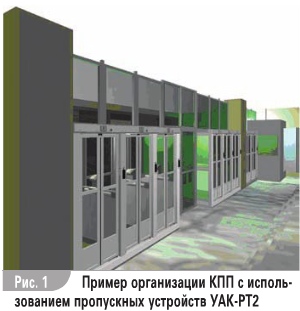 Рис. 1 Пример организации КПП с исполь-
зованием пропускных устройств УАК-РТ2